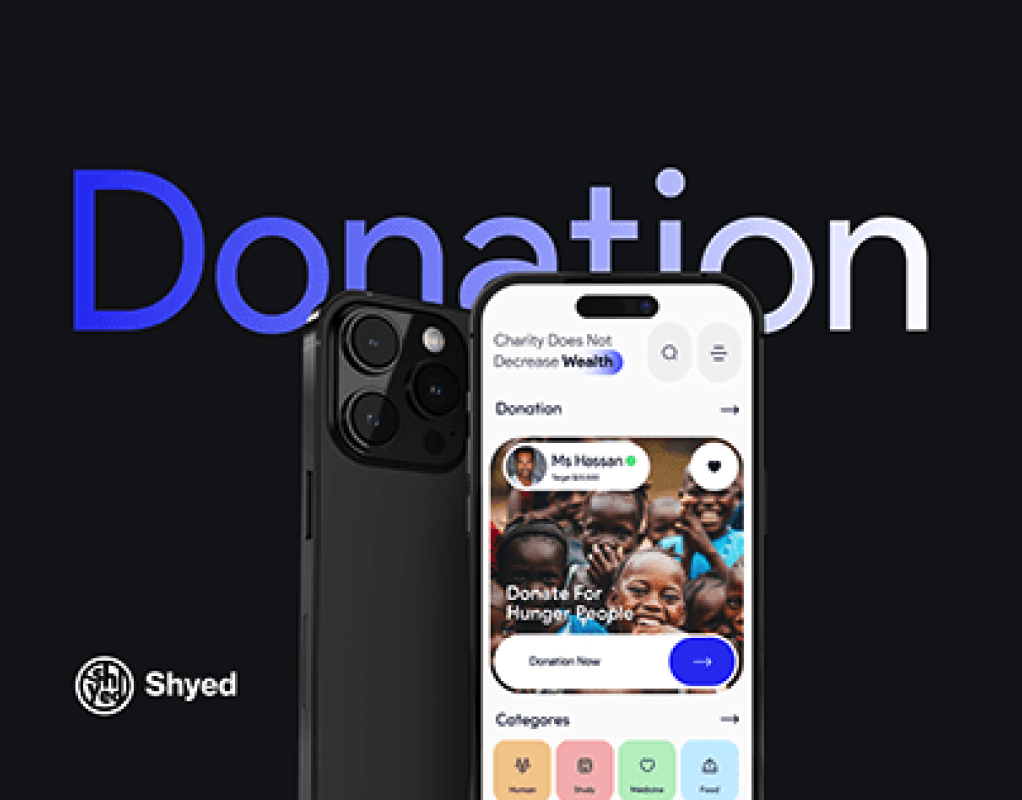 Donation
Charity Does Not
Decrease Wealth
Donation
Ms Hassan
Donate For
Hunger People
Donation Now
Shyed
Categores
Human
Study
Medicine
Food